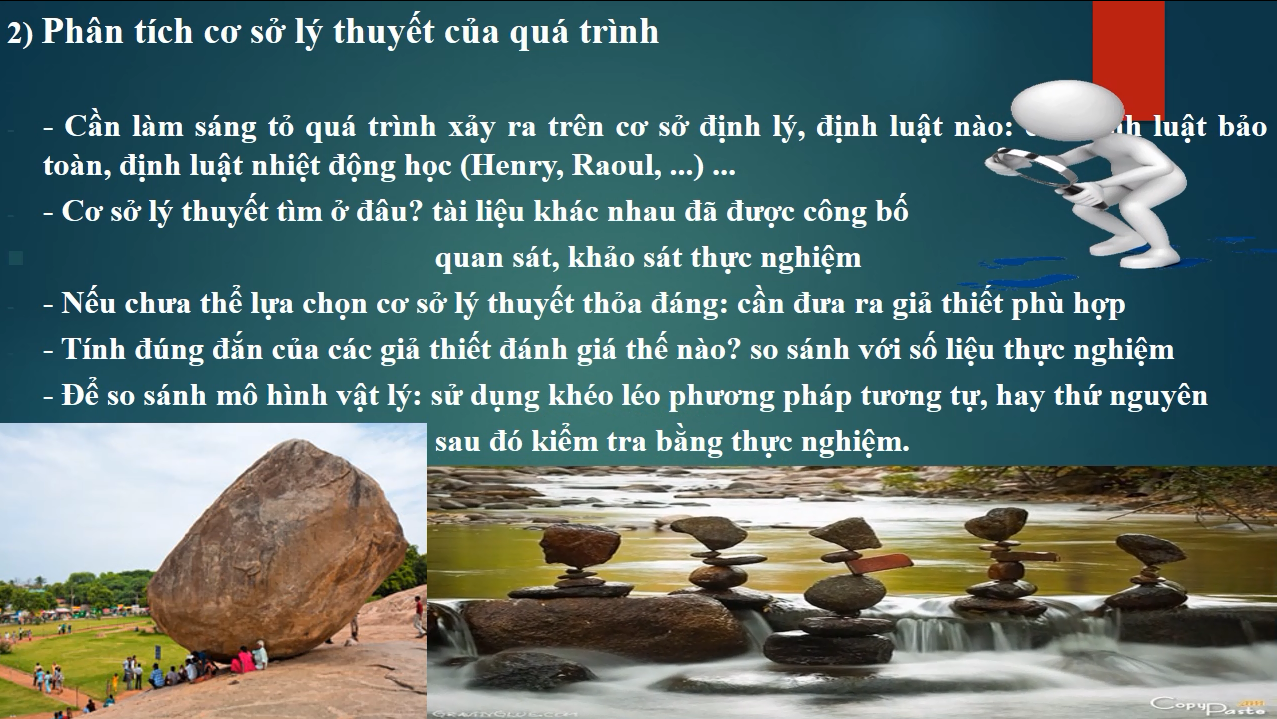 2) Phân tích cơ sở lý thuyết của quá trình
- Cần làm sáng tỏ quá trình xảy ra trên cơ sở định lý, định luật nào: luật bảo
toàn, định luật nhiệt động học (Henry, Raoul, ...) ...
- Cơ sở lý thuyết tìm ở đâu? tài liệu khác nhau đã được công bố
quan sát, khảo sát thực nghiệm
- Nếu chưa thể lựa chọn cơ sở lý thuyết thỏa đáng: cần đưa ra giả thiết phù hợp
- Tính đúng đắn của các giả thiết đánh giá thế nào? so sánh với số liệu thực nghiệm
- Để so sánh mô hình vật lý: sử dụng khéo léo phương pháp tương tự, hay thứ nguyên
sau đó kiểm tra bằng thực nghiệm.
CopyPaste